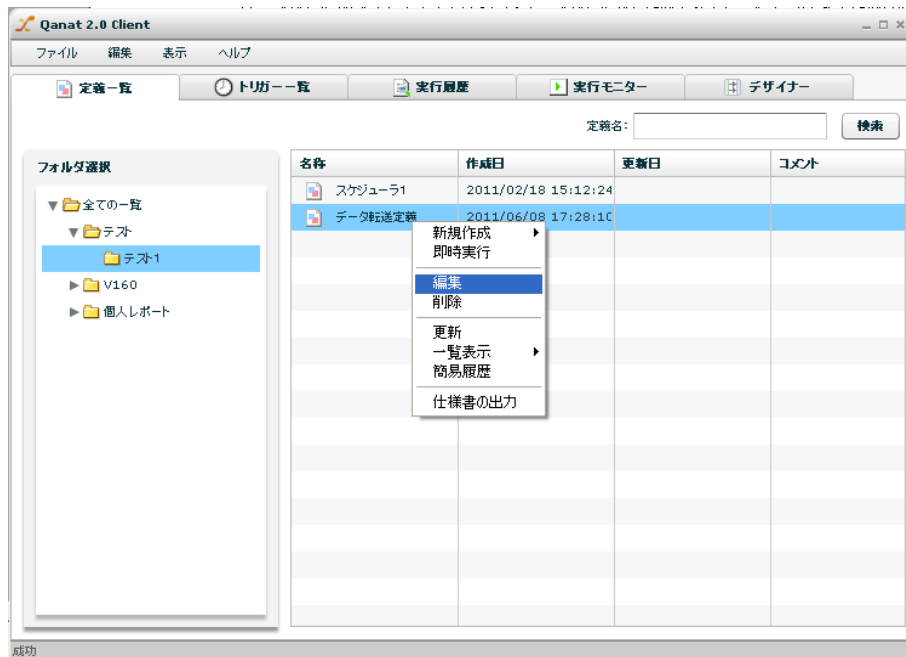 Qanat 2.0 Client
ファイル 編集 表示 ヘルプ
定義一覧 トリガー一覧 実行履歴 実行モニター デザイナー
定義名: 検索
フォルダ選択
名称 作成日 更新日 コメント
スケジューラ1 2011/02/18 15:12:24
データ転送定義 2011/06/08 17:28:10
全ての一覧
テスト
テスト1
V160
個人レポート
新規作成
即時実行
編集
削除
更新
一覧表示
簡易履歴
仕様書の出力
成功